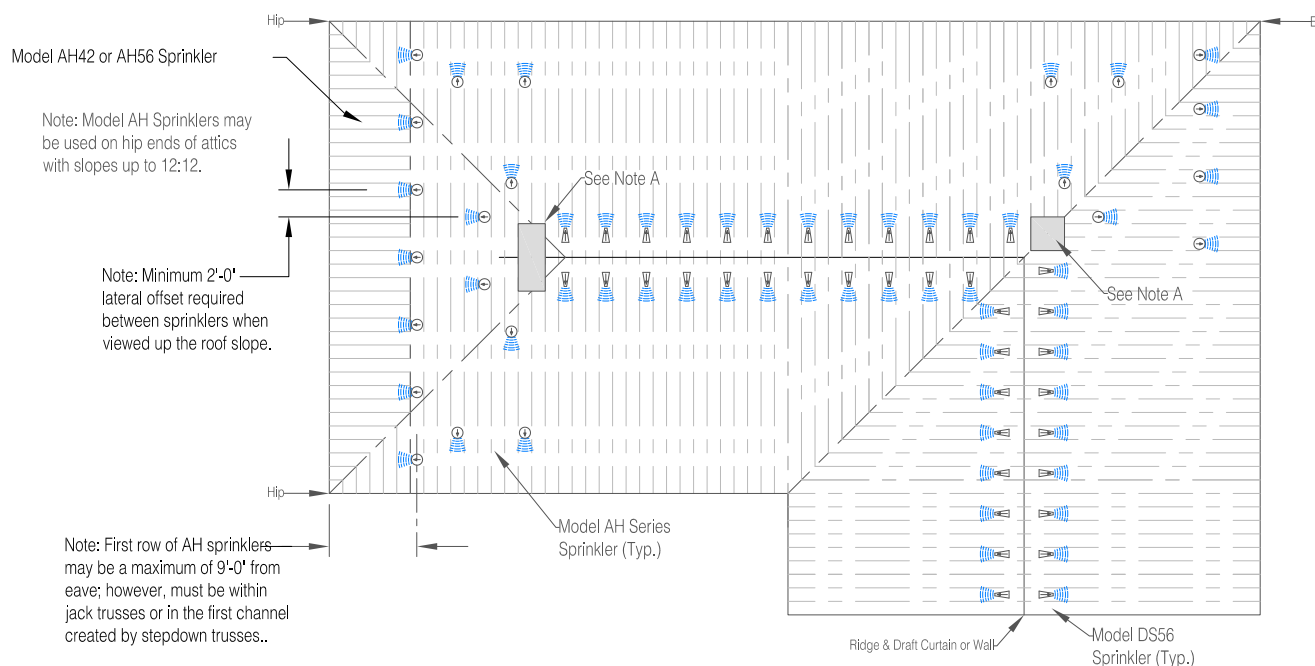 Hip
Model AH42 or AH56 Sprinkler
Note: Model AH Sprinklers may
be used on hip ends of attics
with slopes up to 12:12.
See Note A
Note: Minimum 2'-0"
lateral offset required
between sprinklers when
viewed up the roof slope.
See Note A
Hip
Model AH Series
Sprinkler (Typ.)
Note: First row of AH sprinklers
may be a maximum of 9'-0" from
eave; however, must be within
jack trusses or in the first channel
created by stepdown trusses..
Ridge & Draft Curtain or Wall
Model DS56
Sprinkler (Typ.)